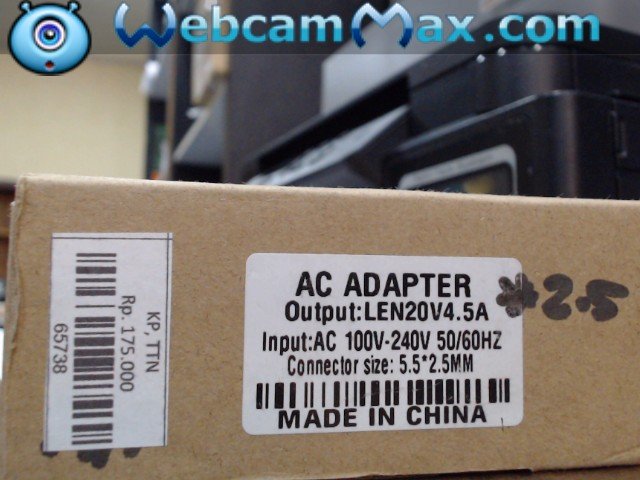 WebcamMax.com
KP, TTN
Rp. 175.000
65738
AC ADAPTER
Output:LEN20V4.5A
Input:AC 100V-240V 50/60HZ
Connector size: 5.5*2.5MM
MADE IN CHINA
*2.5